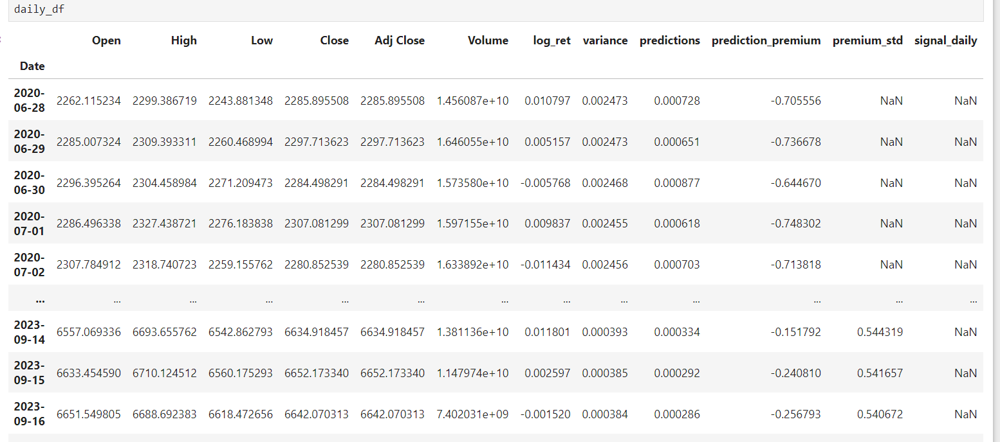 daily_df
Open High Low Close Adj Close Volume log_ret variance predictions prediction_premium premium_std signal_daily
Date
2020-06-28 2262.115234 2299.386719 2243.881348 2285.895508 2285.895508 1.456087e+10 0.010797 0.002473 0.000728 -0.705556 NaN NaN
2020-06-29 2285.007324 2309.393311 2260.468994 2297.713623 2297.713623 1.646055e+10 0.005157 0.002473 0.000651 -0.736678 NaN NaN
2020-06-30 2296.395264 2304.458984 2271.209473 2284.498291 2284.498291 1.573580e+10 -0.005768 0.002468 0.000877 -0.644670 NaN NaN
2020-07-01 2286.496338 2327.438721 2276.183838 2307.081299 2307.081299 1.597155e+10 0.009837 0.002455 0.000618 -0.748302 NaN NaN
2020-07-02 2307.784912 2318.740723 2259.155762 2280.852539 2280.852539 1.633892e+10 -0.011434 0.002456 0.000703 -0.713818 NaN NaN
... ... ... ... ... ... ... ... ... ... ... ... ...
2023-09-14 6557.069336 6693.655762 6542.862793 6634.918457 6634.918457 1.381136e+10 0.011801 0.000393 0.000334 -0.151792 0.544319 NaN
2023-09-15 6633.454590 6710.124512 6560.175293 6652.173340 6652.173340 1.147974e+10 0.002597 0.000385 0.000292 -0.240810 0.541657 NaN
2023-09-16 6651.549805 6688.692383 6618.472656 6642.070313 6642.070313 7.402031e+09 -0.001520 0.000384 0.000286 -0.256793 0.540672 NaN